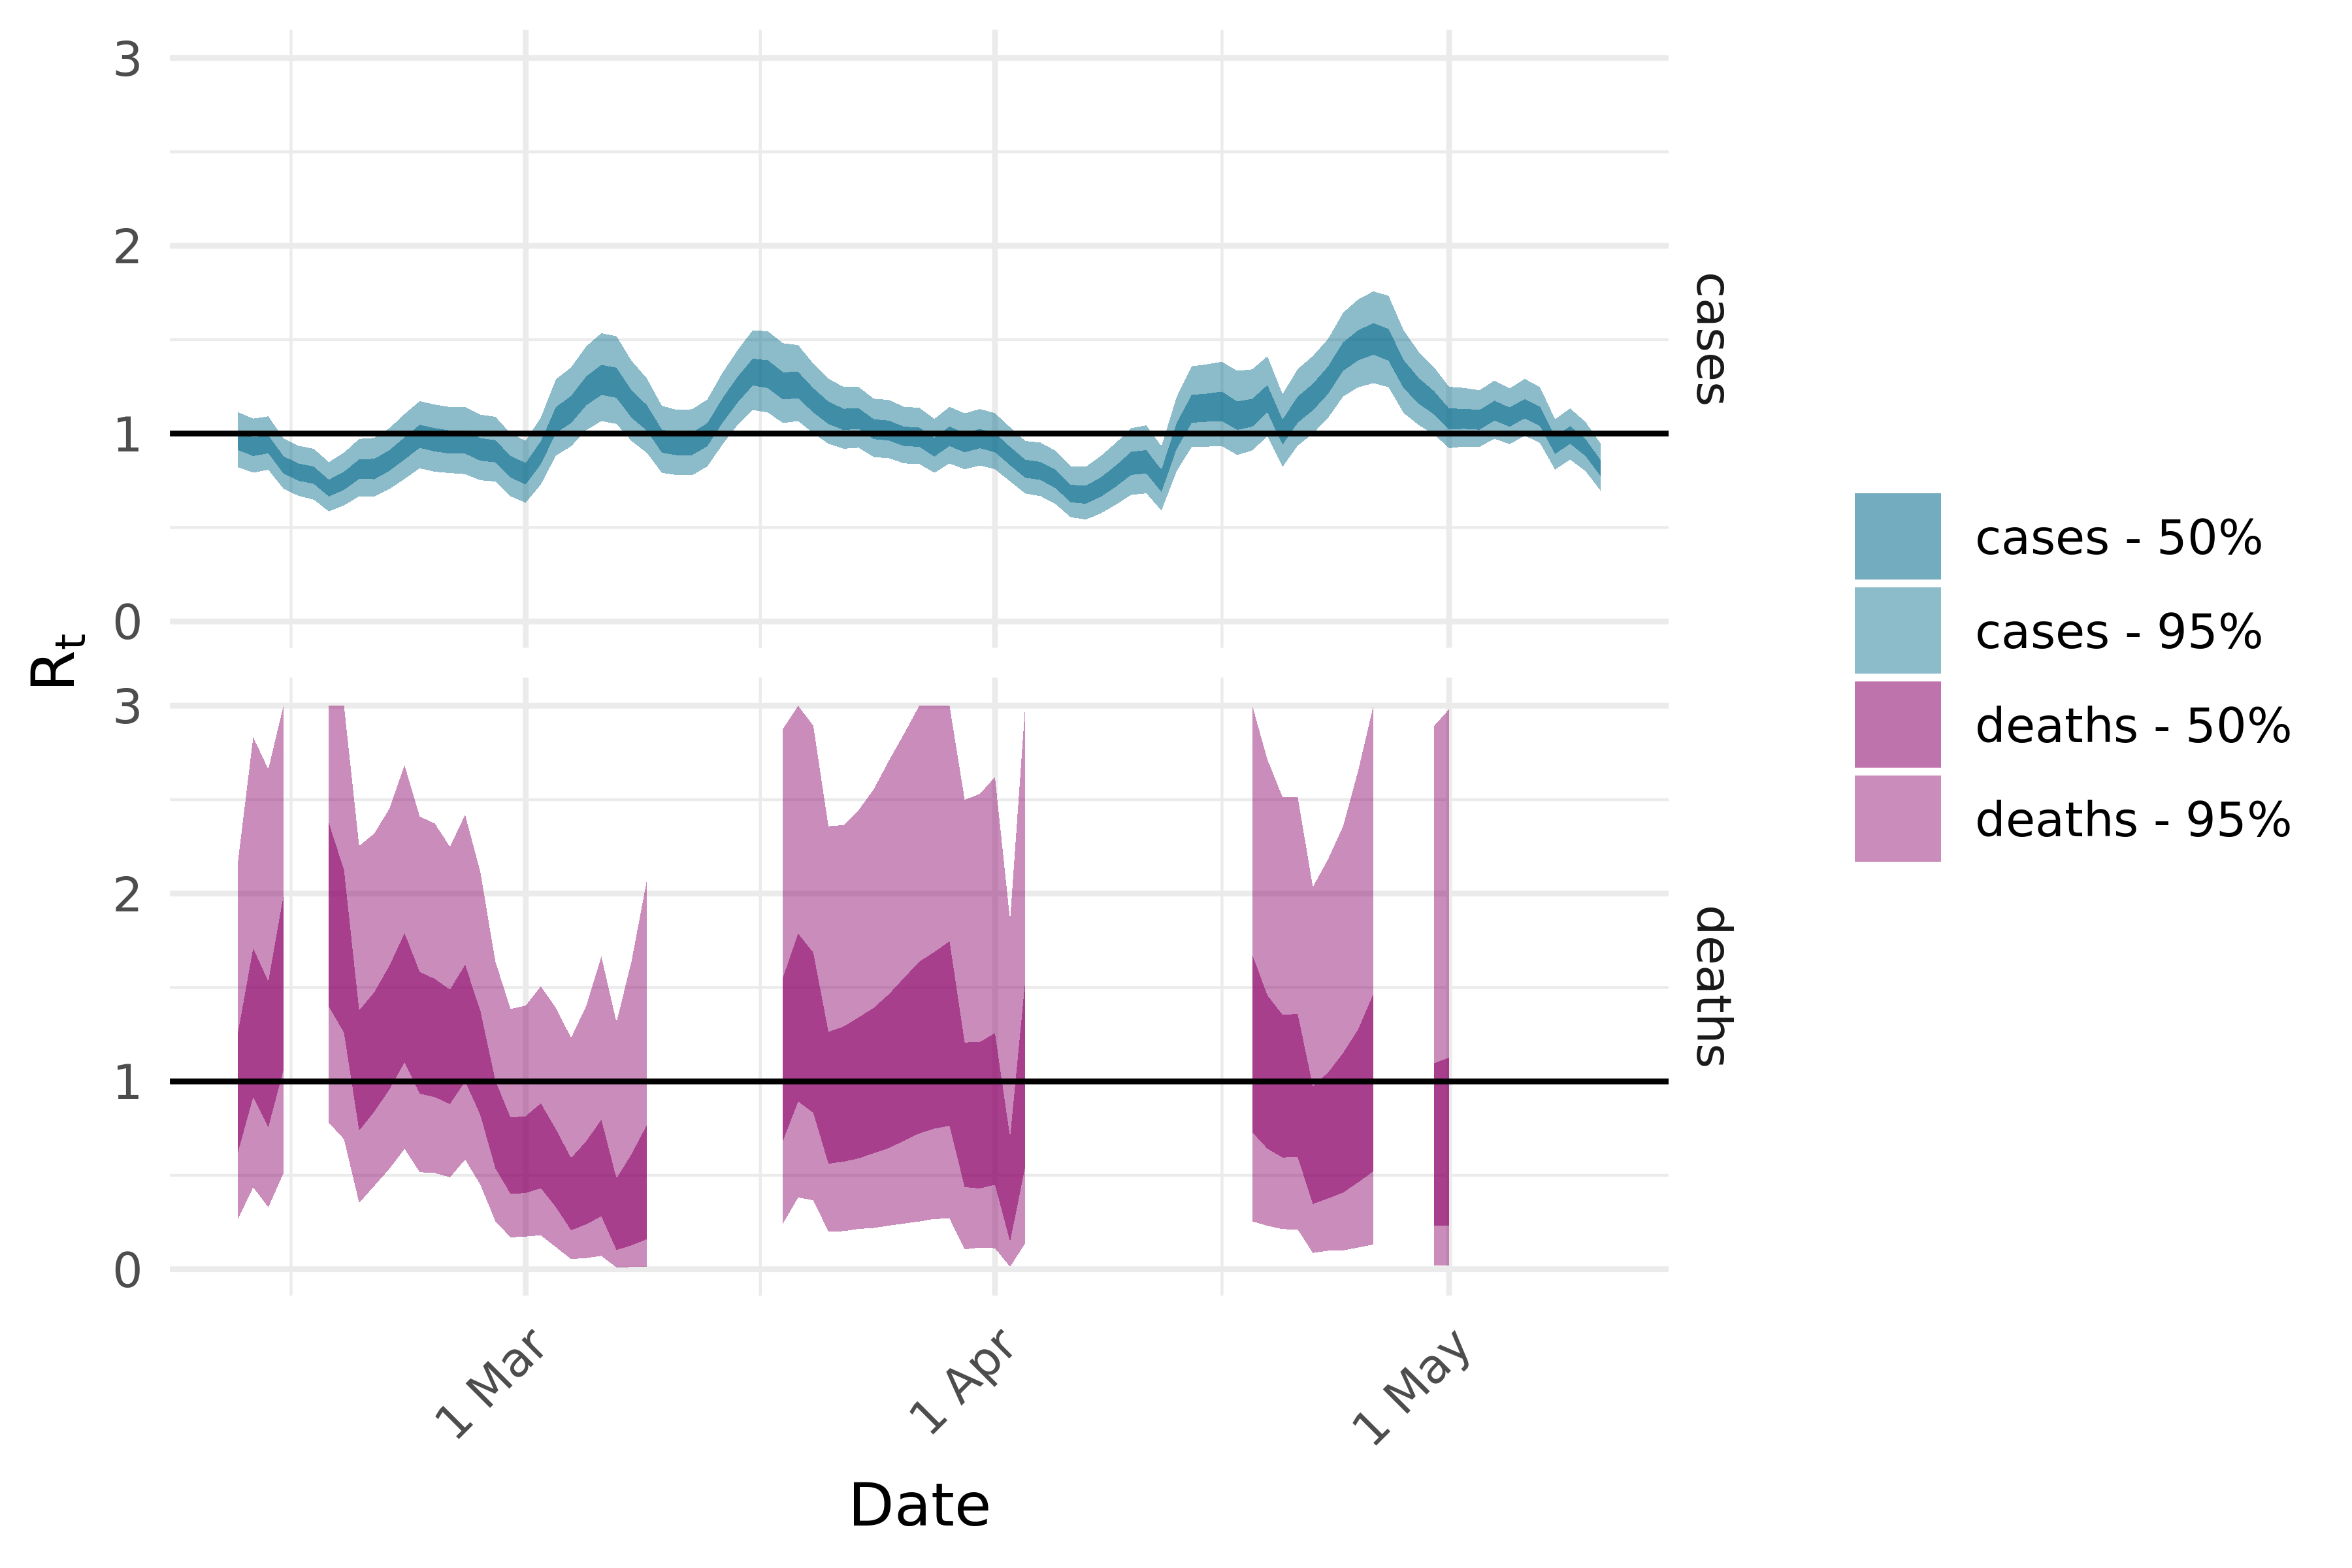 3
2
1
0
cases
3
2
1
0
deaths
Rt
1 Mar
1 Apr
1 May
Date
cases - 50%
cases - 95%
deaths - 50%
deaths - 95%